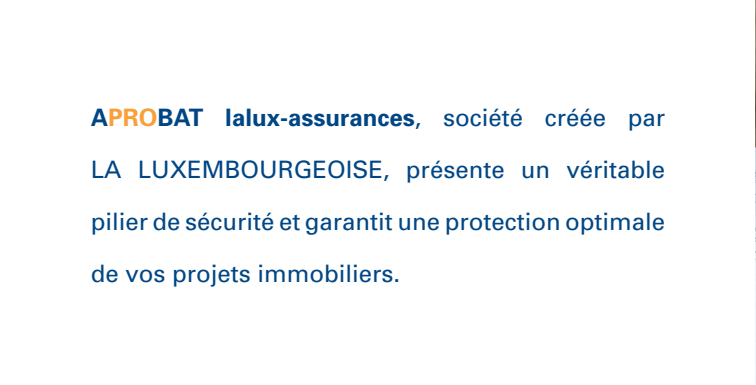 APROBAT lalux-assurances, société créée par
LA LUXEMBOURGEOISE, présente un véritable
pilier de sécurité et garantit une protection optimale
de vos projets immobiliers.